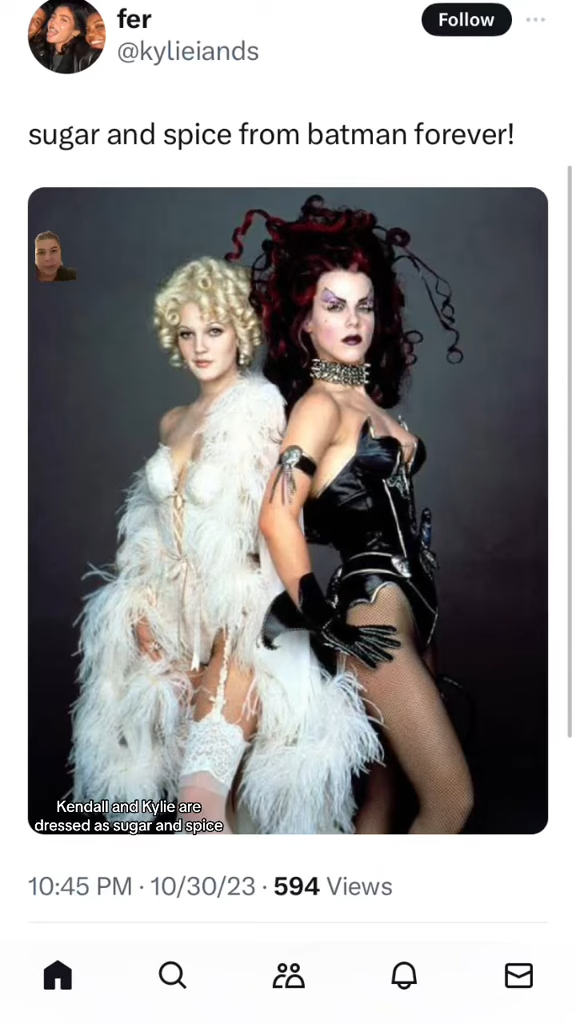 fer
Follow
@kylieiands
sugar and spice from batman forever!
Kendall and Kylie are
dressed as sugar and spice
10:45 PM · 10/30/23 · 594 Views